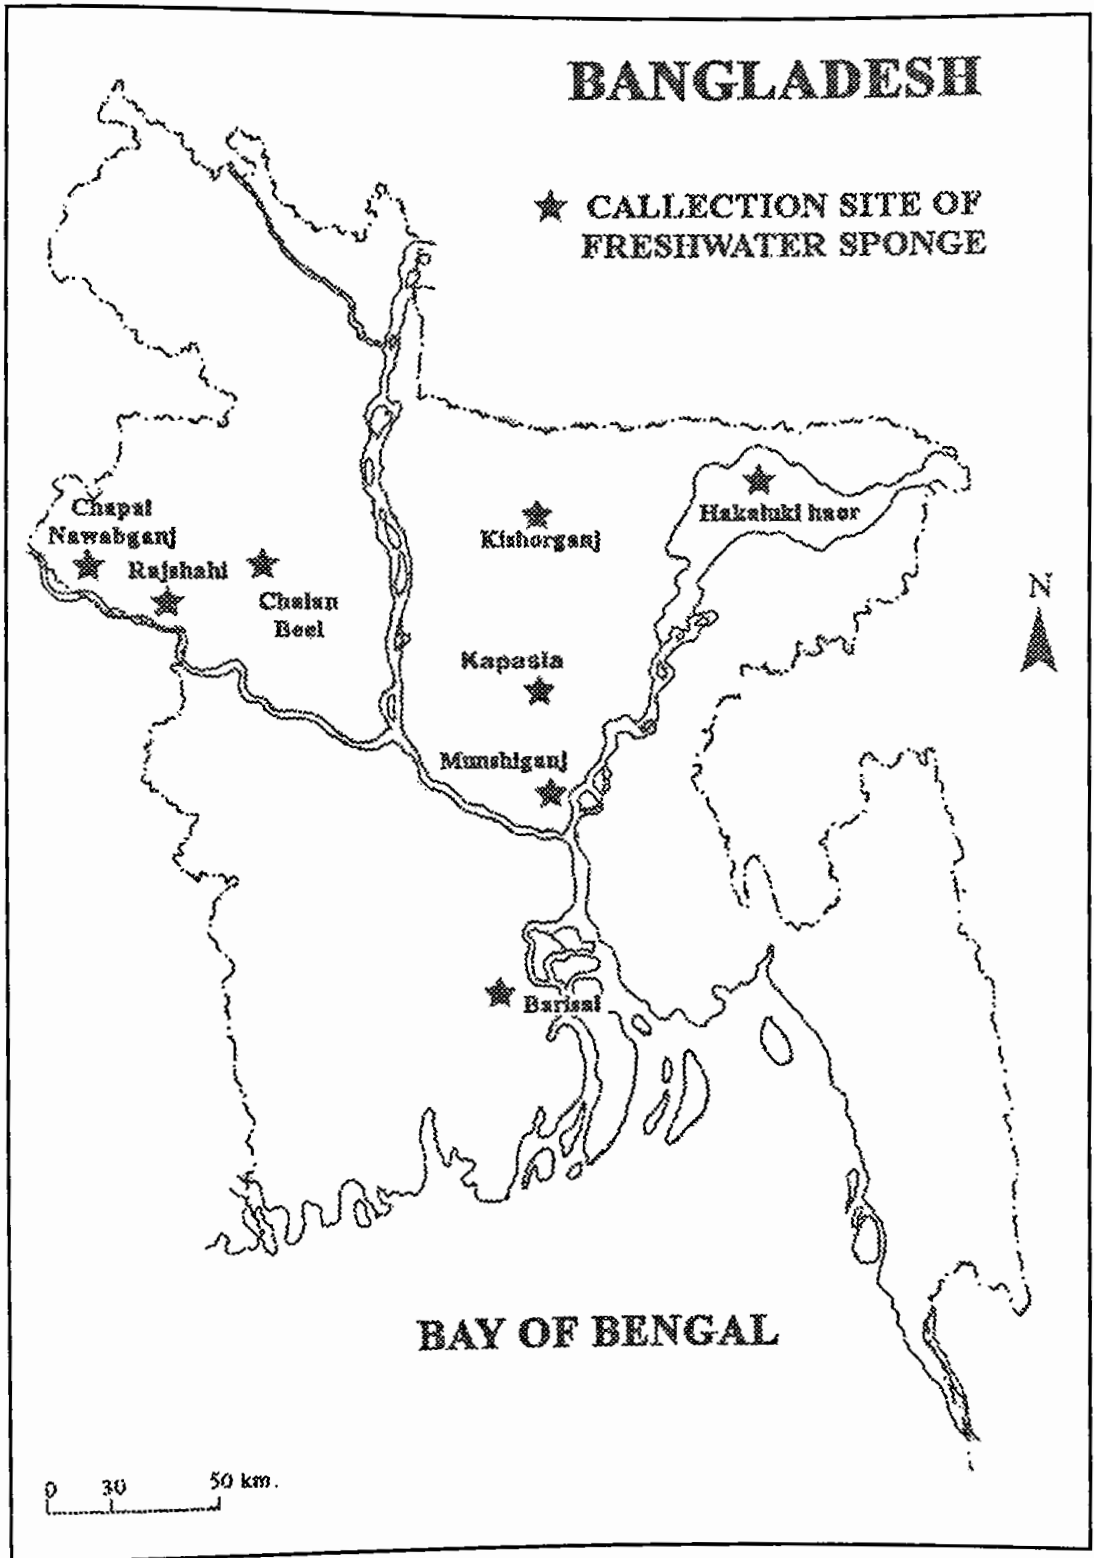 BANGLADESH
CALLECTION SITE OF
FRESHWATER SPONGE
Chapai
Nawabganj
Rajshahi
Chalan
Beel
Kishorganj
Hakaluki haor
N
Kapasia
Munshiganj
Barisal
BAY OF BENGAL
0 30 50 km.